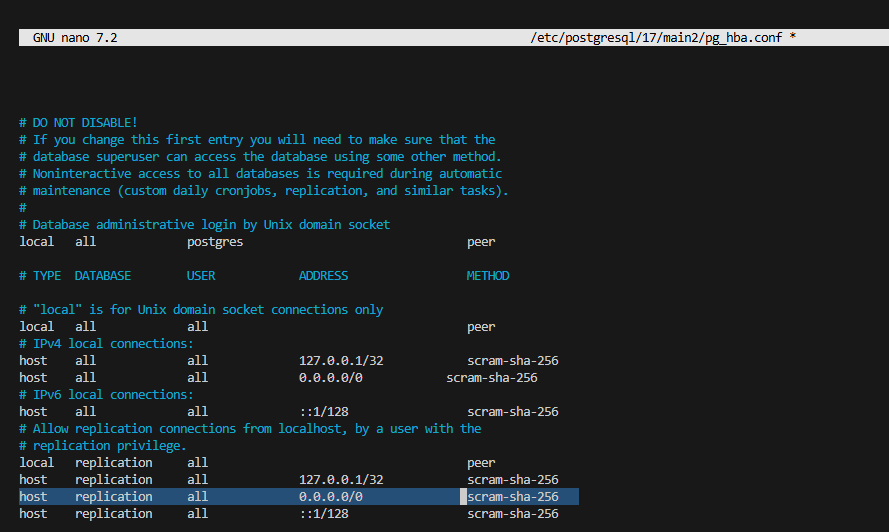 GNU nano 7.2 /etc/postgresql/17/main2/pg_hba.conf *
# DO NOT DISABLE!
# If you change this first entry you will need to make sure that the
# database superuser can access the database using some other method.
# Noninteractive access to all databases is required during automatic
# maintenance (custom daily cronjobs, replication, and similar tasks).
#
# Database administrative login by Unix domain socket
local   all             postgres                                peer
# TYPE  DATABASE        USER            ADDRESS                 METHOD
# "local" is for Unix domain socket connections only
local   all             all                                     peer
# IPv4 local connections:
host    all             all             127.0.0.1/32            scram-sha-256
host    all             all             0.0.0.0/0            scram-sha-256
# IPv6 local connections:
host    all             all             ::1/128                 scram-sha-256
# Allow replication connections from localhost, by a user with the
# replication privilege.
local   replication     all                                     peer
host    replication     all             127.0.0.1/32            scram-sha-256
host    replication     all             0.0.0.0/0               scram-sha-256
host    replication     all             ::1/128                 scram-sha-256